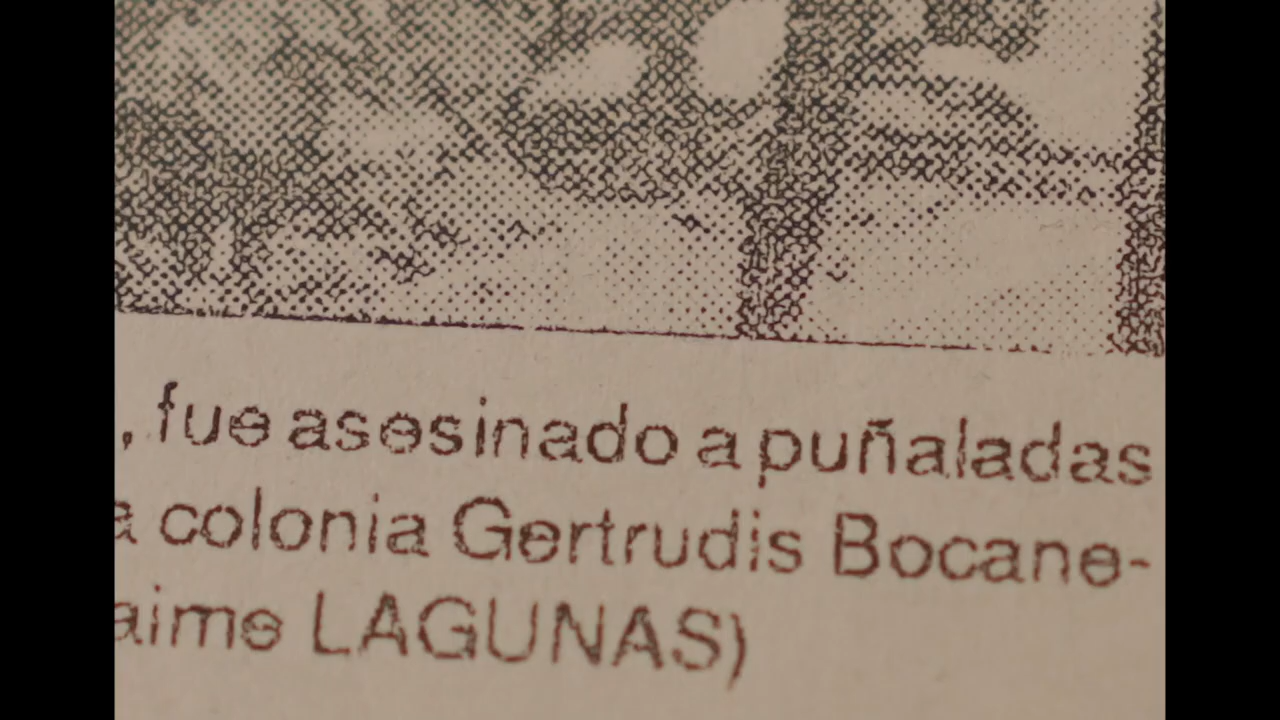 , fue asesinado a puñaladas
a colonia Gertrudis Bocane-
aime LAGUNAS)